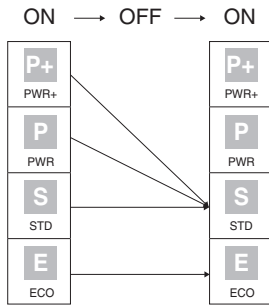 ON → OFF → ON
P+ P+
PWR+ PWR+
P P
PWR PWR
S S
STD STD
E E
ECO ECO